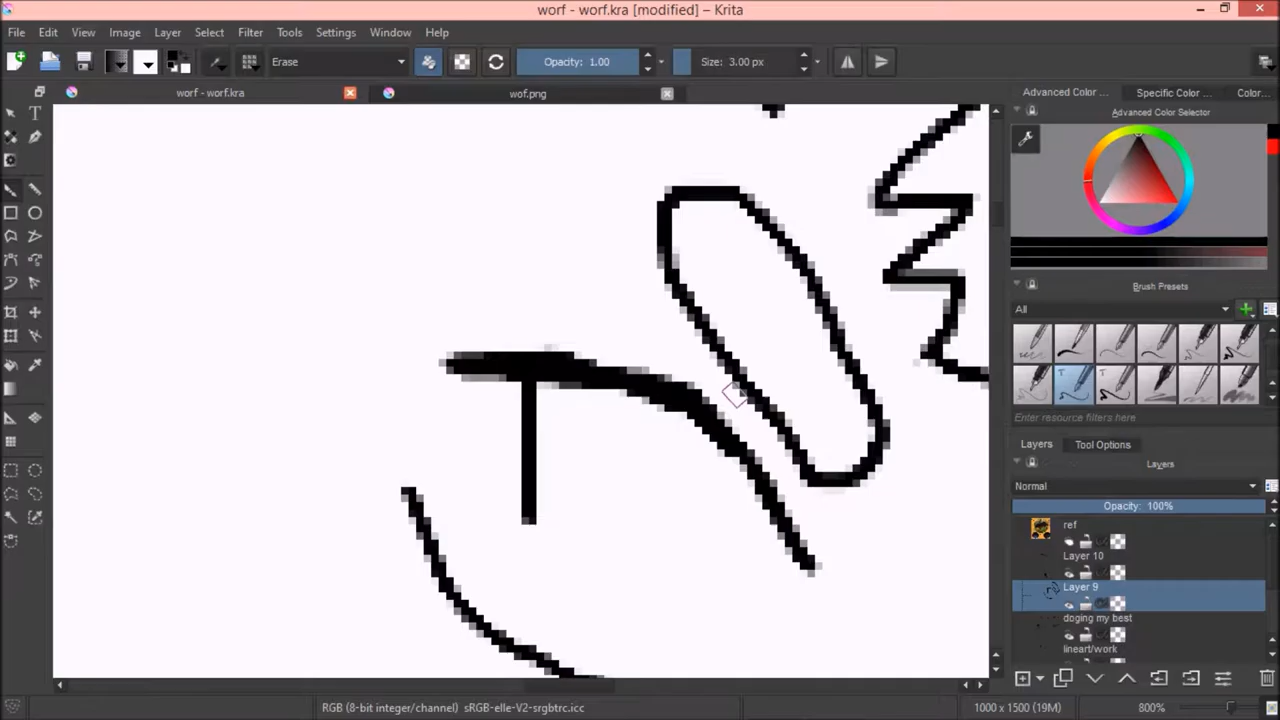 worf - worf.kra [modified] – Krita
File Edit View Image Layer Select Filter Tools Settings Window Help
Erase Opacity: 1.00 Size: 3.00 px
worf - worf.kra wof.png
Advanced Color ... Specific Color ... Color...
Advanced Color Selector
Brush Presets
All
Enter resource filters here
Layers Tool Options
Layers
Normal
Opacity: 100%
ref
Layer 10
Layer 9
doging my best
lineart/work
RGB (8-bit integer/channel) sRGB-elle-V2-srgbtrc.icc 1000 x 1500 (19M) 800%